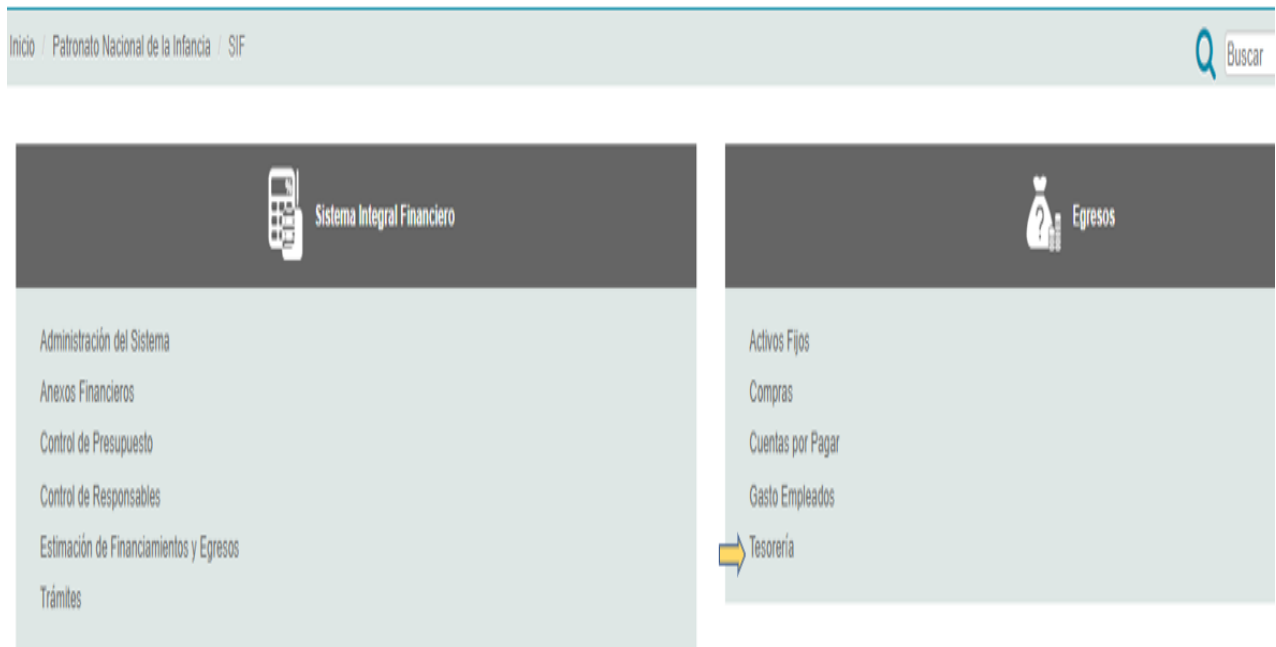 Inicio / Patronato Nacional de la Infancia / SIF
Buscar
Sistema Integral Financiero
Administración del Sistema
Anexos Financieros
Control de Presupuesto
Control de Responsables
Estimación de Financiamientos y Egresos
Trámites
Egresos
Activos Fijos
Compras
Cuentas por Pagar
Gasto Empleados
Tesorería